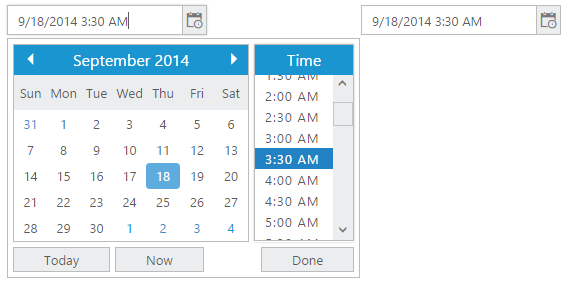 9/18/2014 3:30 AM 9/18/2014 3:30 AM
September 2014 Time
Sun Mon Tue Wed Thu Fri Sat
31 1 2 3 4 5 6
7 8 9 10 11 12 13
14 15 16 17 18 19 20
21 22 23 24 25 26 27
28 29 30 1 2 3 4
1:30 AM
2:00 AM
2:30 AM
3:00 AM
3:30 AM
4:00 AM
4:30 AM
5:00 AM
Today Now Done